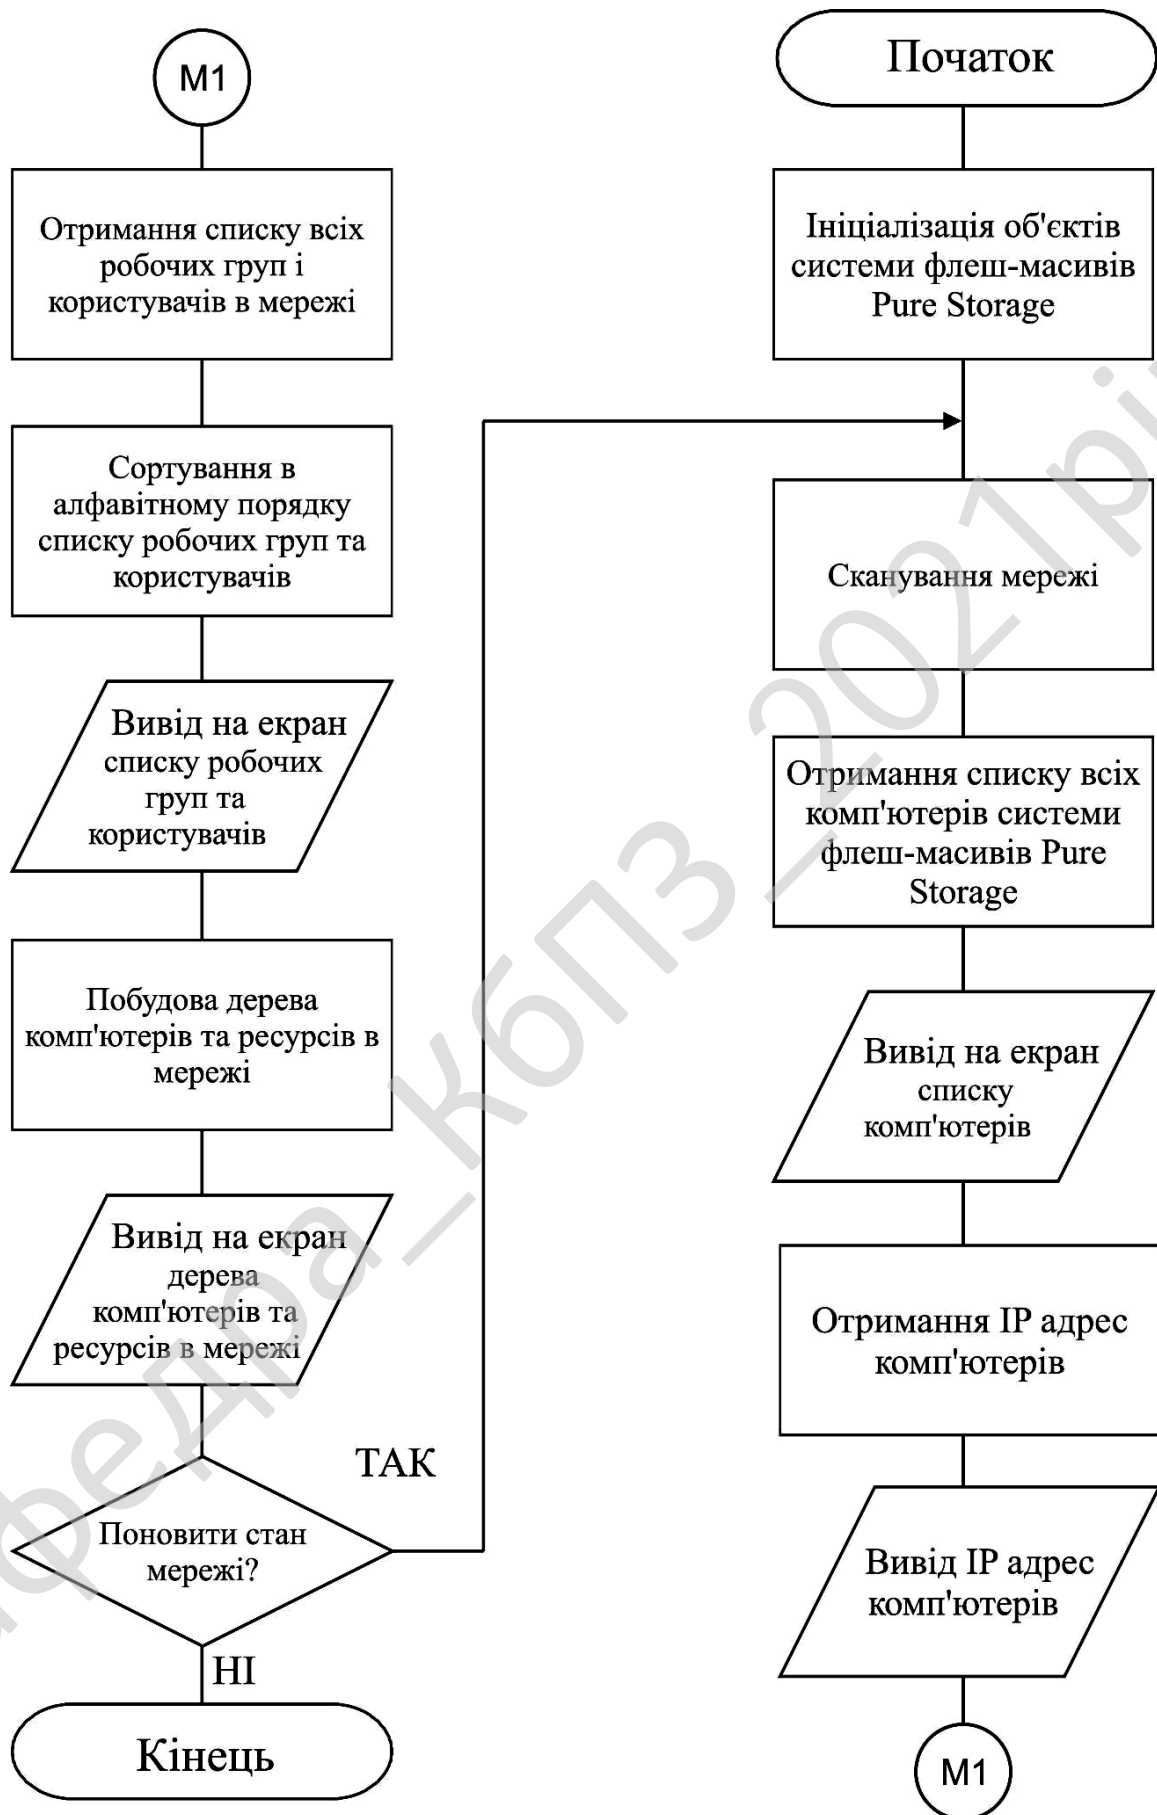 М1
Отримання списку всіх
робочих груп і
користувачів в мережі
Сортування в
алфавітному порядку
списку робочих груп та
користувачів
Вивід на екран
списку робочих
груп та
користувачів
Побудова дерева
комп'ютерів та ресурсів в
мережі
Вивід на екран
дерева
комп'ютерів та
ресурсів в мережі
ТАК
Поновити стан
мережі?
НІ
Кінець
Початок
Ініціалізація об'єктів
системи флеш-масивів
Pure Storage
Сканування мережі
Отримання списку всіх
комп'ютерів системи
флеш-масивів Pure
Storage
Вивід на екран
списку
комп'ютерів
Отримання IP адрес
комп'ютерів
Вивід IP адрес
комп'ютерів
М1
федра_КбПЗ_2021рі